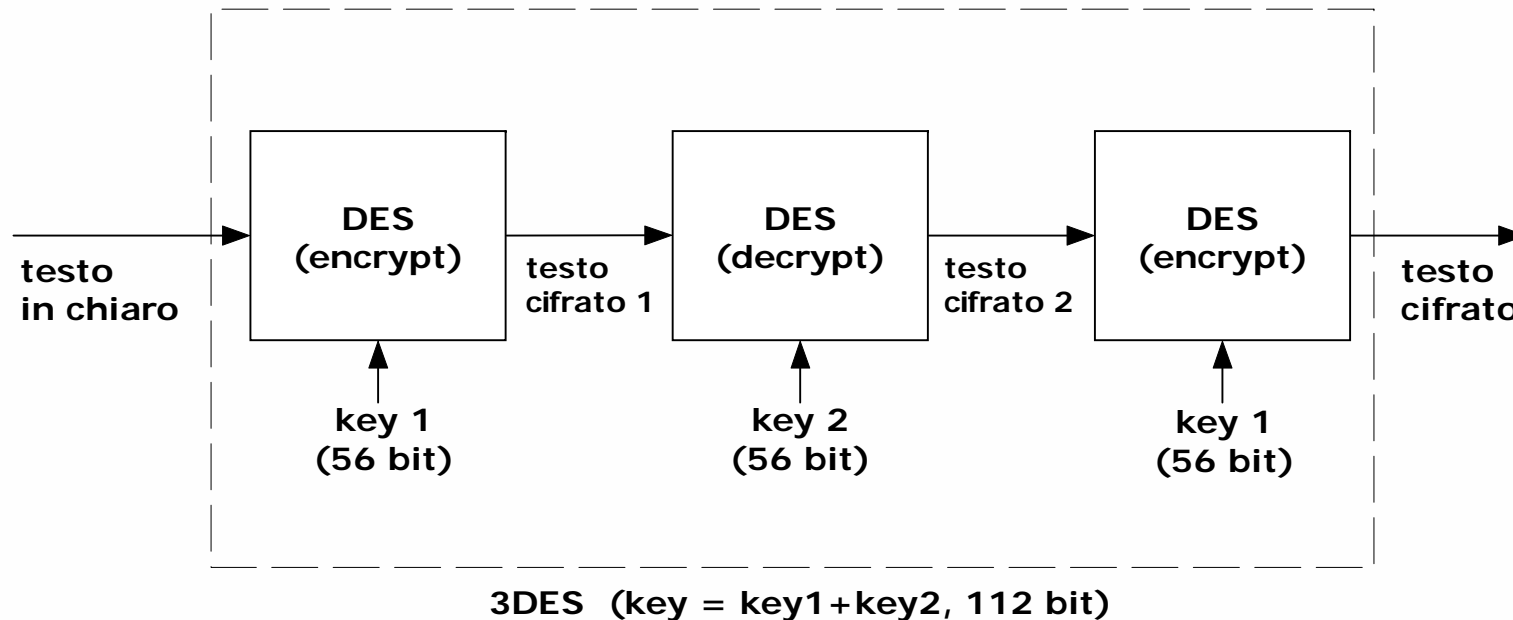 DES
(encrypt)
DES
(decrypt)
DES
(encrypt)
testo
in chiaro
testo
cifrato 1
testo
cifrato 2
testo
cifrato
key 1
(56 bit)
key 2
(56 bit)
key 1
(56 bit)
3DES (key = key1+key2, 112 bit)